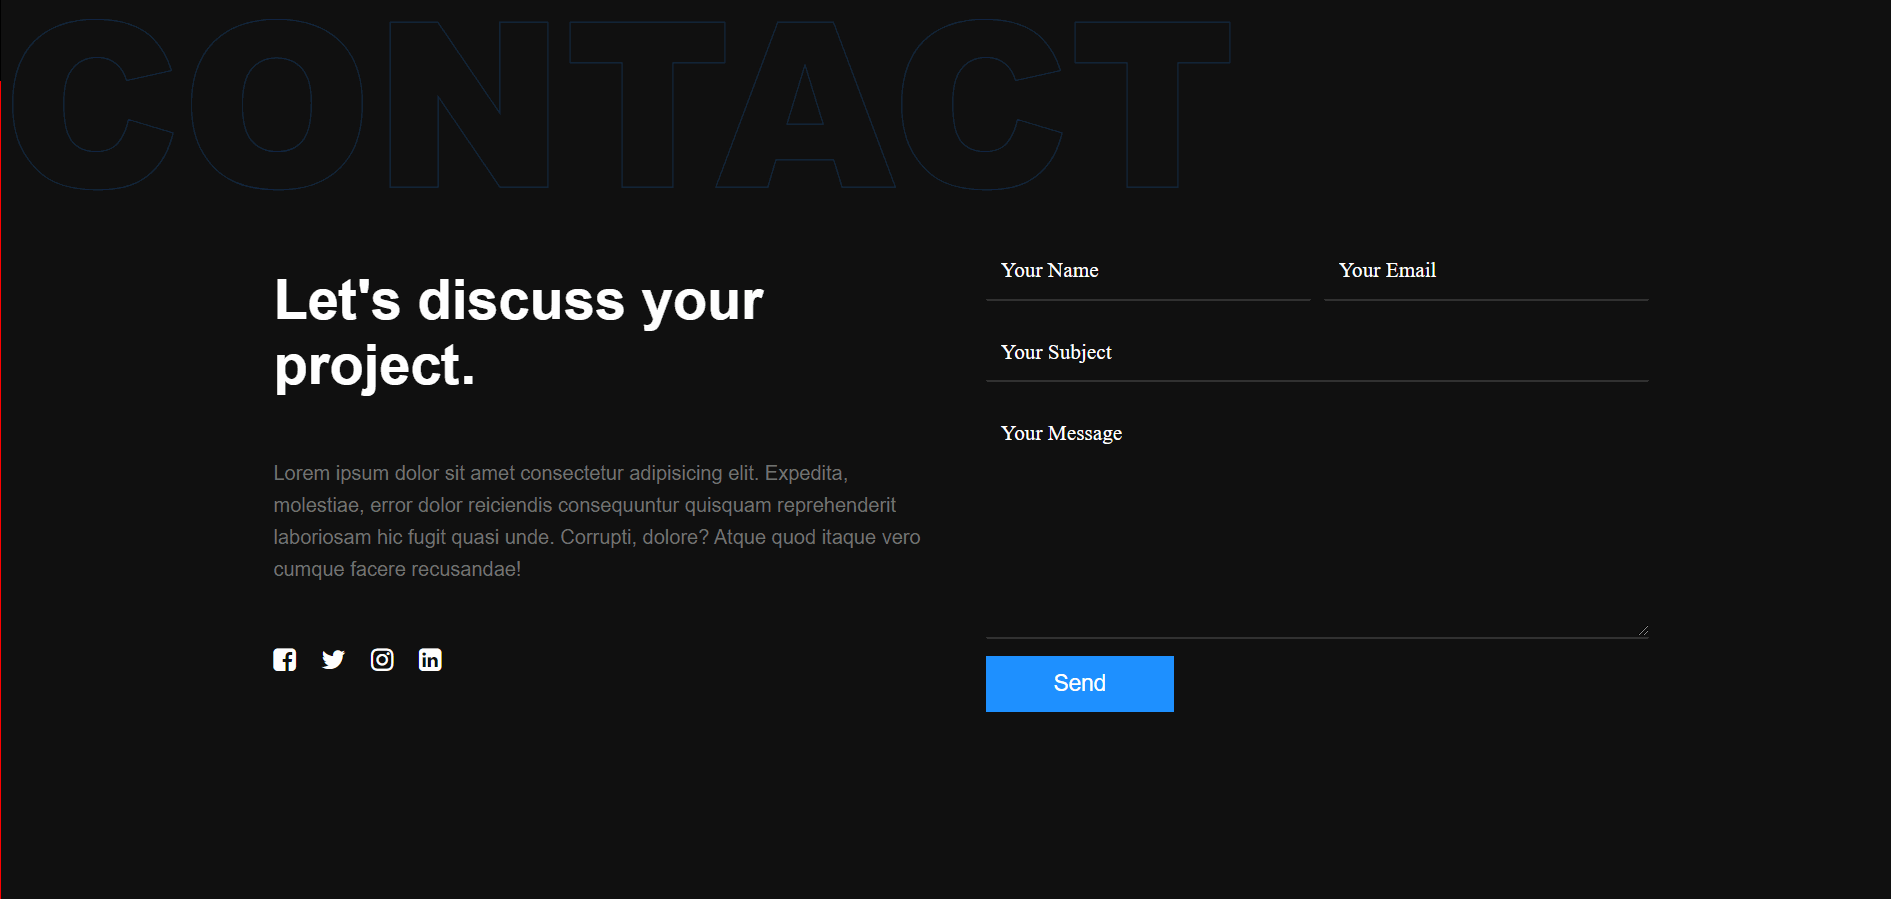 CONTACT
Let's discuss your
project.
Lorem ipsum dolor sit amet consectetur adipisicing elit. Expedita,
molestiae, error dolor reiciendis consequuntur quisquam reprehenderit
laboriosam hic fugit quasi unde. Corrupti, dolore? Atque quod itaque vero
cumque facere recusandae!
Your Name
Your Email
Your Subject
Your Message
Send